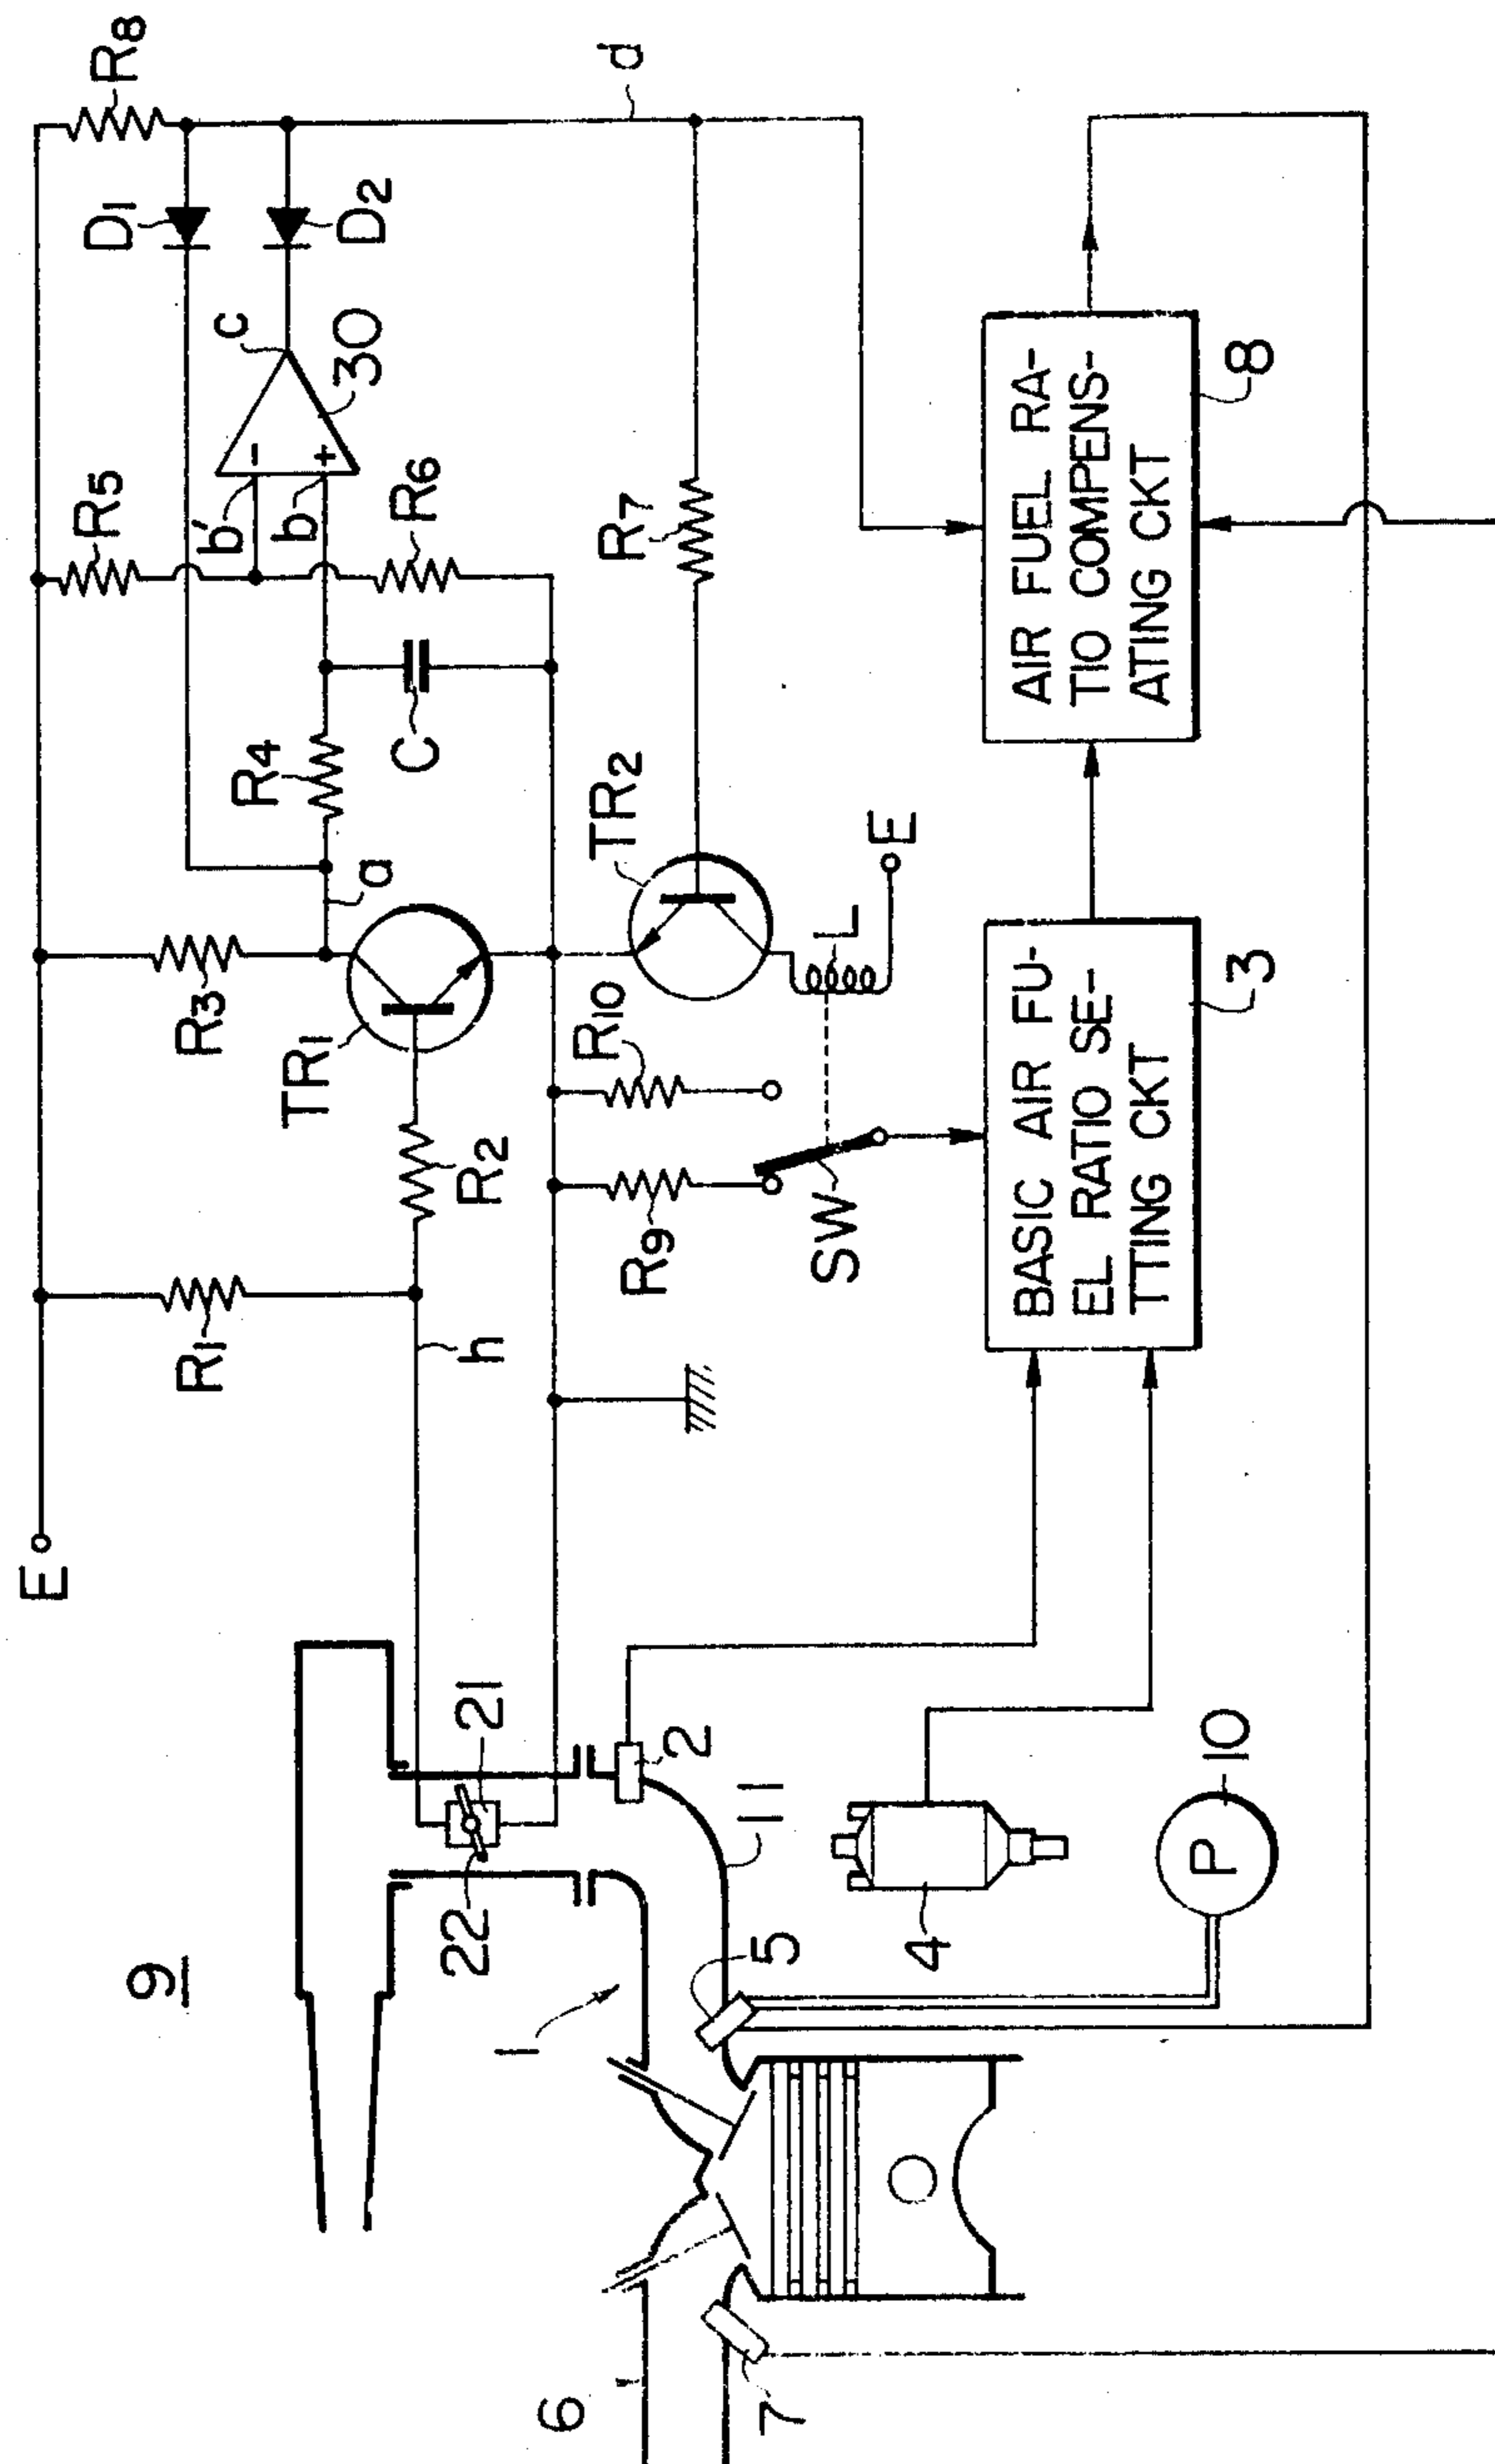 9
E
R1
R3
R5
R8
D1
D2
a
R4
b'
b
c
30
R6
C
d
h
R2
TR1
22
21
1
2
11
R9
R10
SW
TR2
L
E
R7
6
7
5
4
P
10
BASIC AIR FU-
EL RATIO SE-
TTING CKT
3
AIR FUEL RA-
TIO COMPENS-
ATING CKT
8